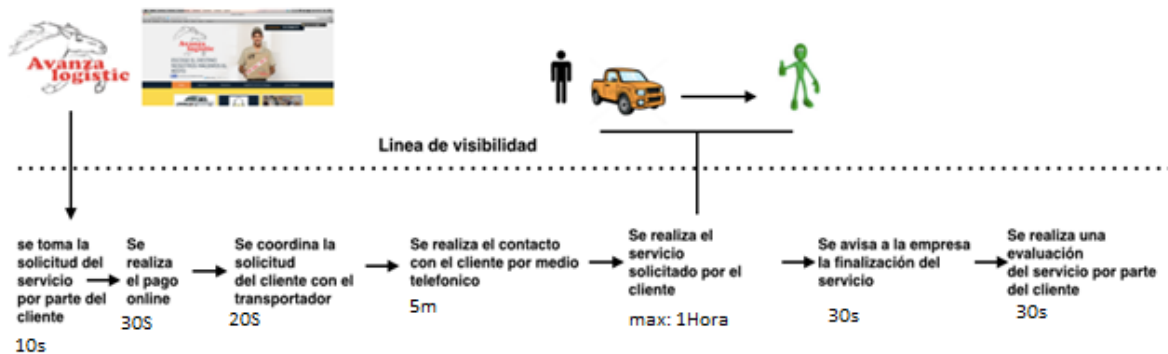 Avanza
logistic
Avanza
logistic
Linea de visibilidad
se toma la
solicitud del
servicio
por parte del
cliente
10s
Se
realiza
el pago
online
30S
Se coordina la
solicitud
del cliente con el
transportador
20S
Se realiza el contacto
con el cliente por medio
telefonico
5m
Se realiza el
servicio
solicitado por el
cliente
max: 1Hora
Se avisa a la empresa
la finalización del
servicio
30s
Se realiza una
evaluación
del servicio por parte
del cliente
30s